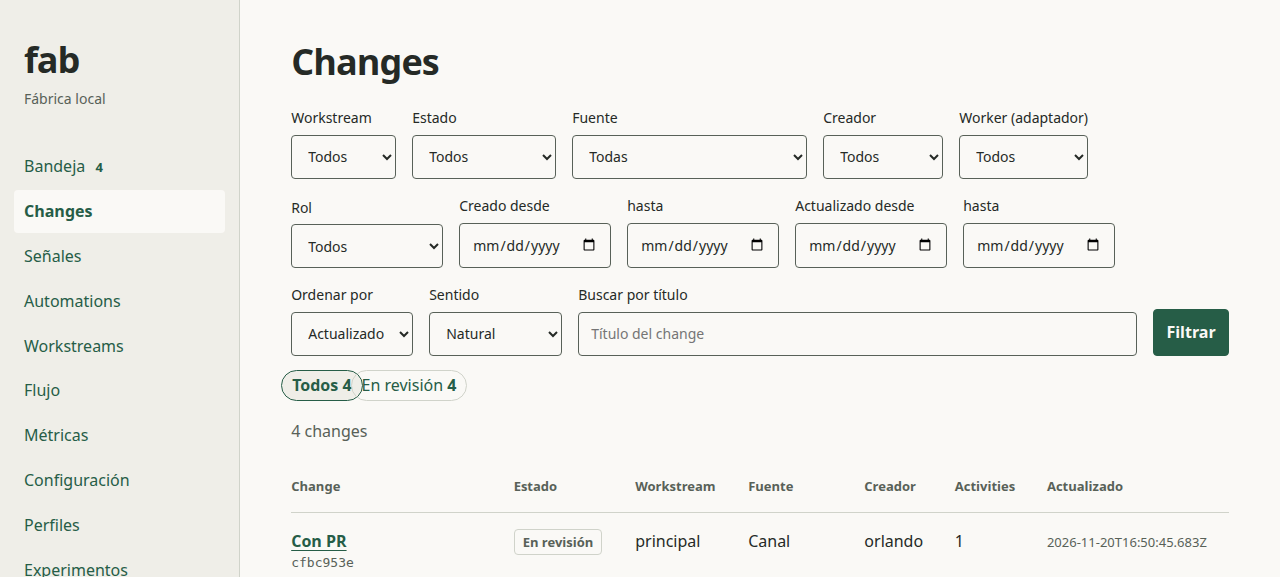 fab
Fábrica local
Bandeja 4
Changes
Señales
Automations
Workstreams
Flujo
Métricas
Configuración
Perfiles
Experimentos
Changes
Workstream Estado Fuente Creador Worker (adaptador)
Todos Todos Todas Todos Todos
Rol Creado desde hasta Actualizado desde hasta
Todos mm/dd/yyyy mm/dd/yyyy mm/dd/yyyy mm/dd/yyyy
Ordenar por Sentido Buscar por título
Actualizado Natural Título del change Filtrar
Todos 4 En revisión 4
4 changes
Change Estado Workstream Fuente Creador Activities Actualizado
Con PR En revisión principal Canal orlando 1 2026-11-20T16:50:45.683Z
cfbc953e